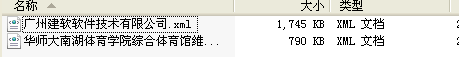 名称 大小 类型
广州建软软件技术有限公司.xml 1,745 KB XML 文档
华师大南湖体育学院综合体育馆维... 790 KB XML 文档